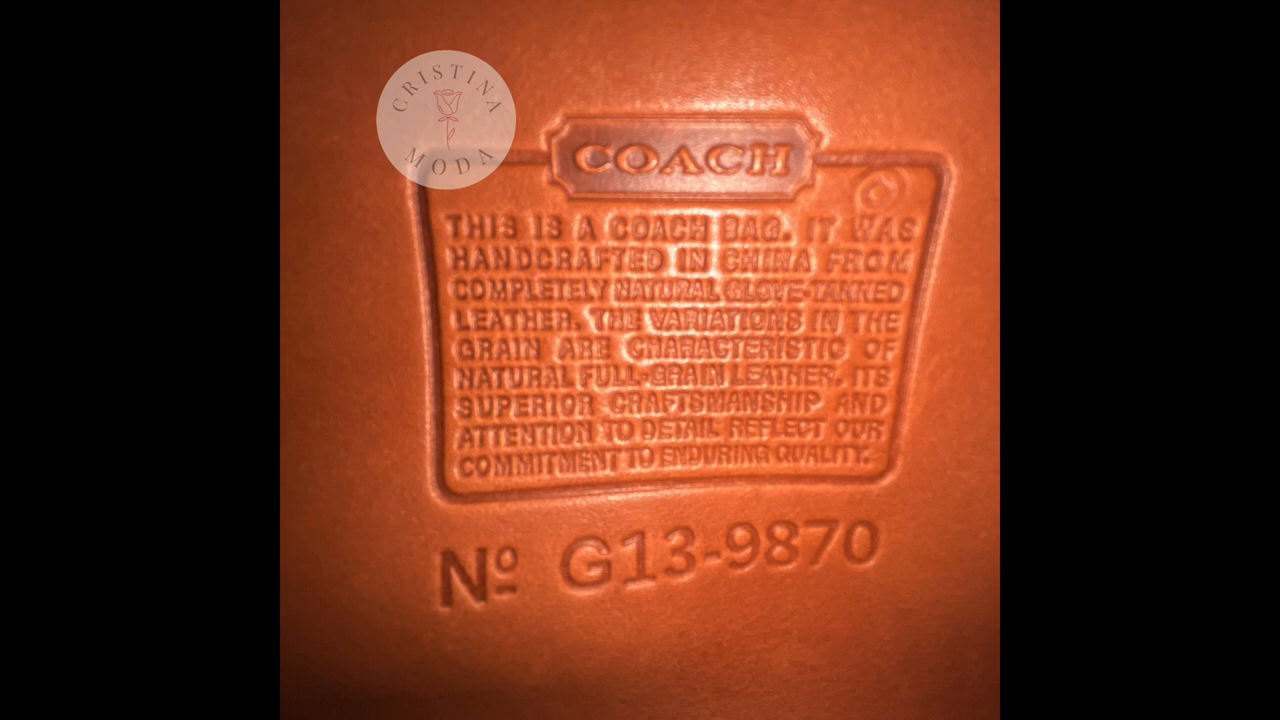 CRISTINA
MODA
COACH
THIS IS A COACH BAG. IT WAS
HANDCRAFTED IN CHINA FROM
COMPLETELY NATURAL GLOVE-TANNED
LEATHER. THE VARIATIONS IN THE
GRAIN ARE CHARACTERISTIC OF
NATURAL FULL-GRAIN LEATHER. ITS
SUPERIOR CRAFTSMANSHIP AND
ATTENTION TO DETAIL REFLECT OUR
COMMITMENT TO ENDURING QUALITY.
Nº G13-9870